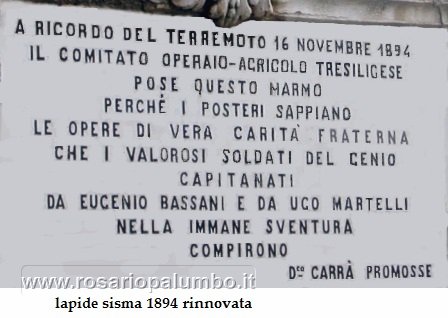 A RICORDO DEL TERREMOTO 16 NOVEMBRE 1894
IL COMITATO OPERAIO-AGRICOLO TRESILIGESE
POSE QUESTO MARMO
PERCHÉ I POSTERI SAPPIANO
LE OPERE DI VERA CARITÀ FRATERNA
CHE I VALOROSI SOLDATI DEL GENIO
CAPITANATI
DA EUGENIO BASSANI E DA UGO MARTELLI
NELLA IMMANE SVENTURA
COMPIRONO
Dco CARRÀ PROMOSSE
www.rosariopalumbo.it
lapide sisma 1894 rinnovata